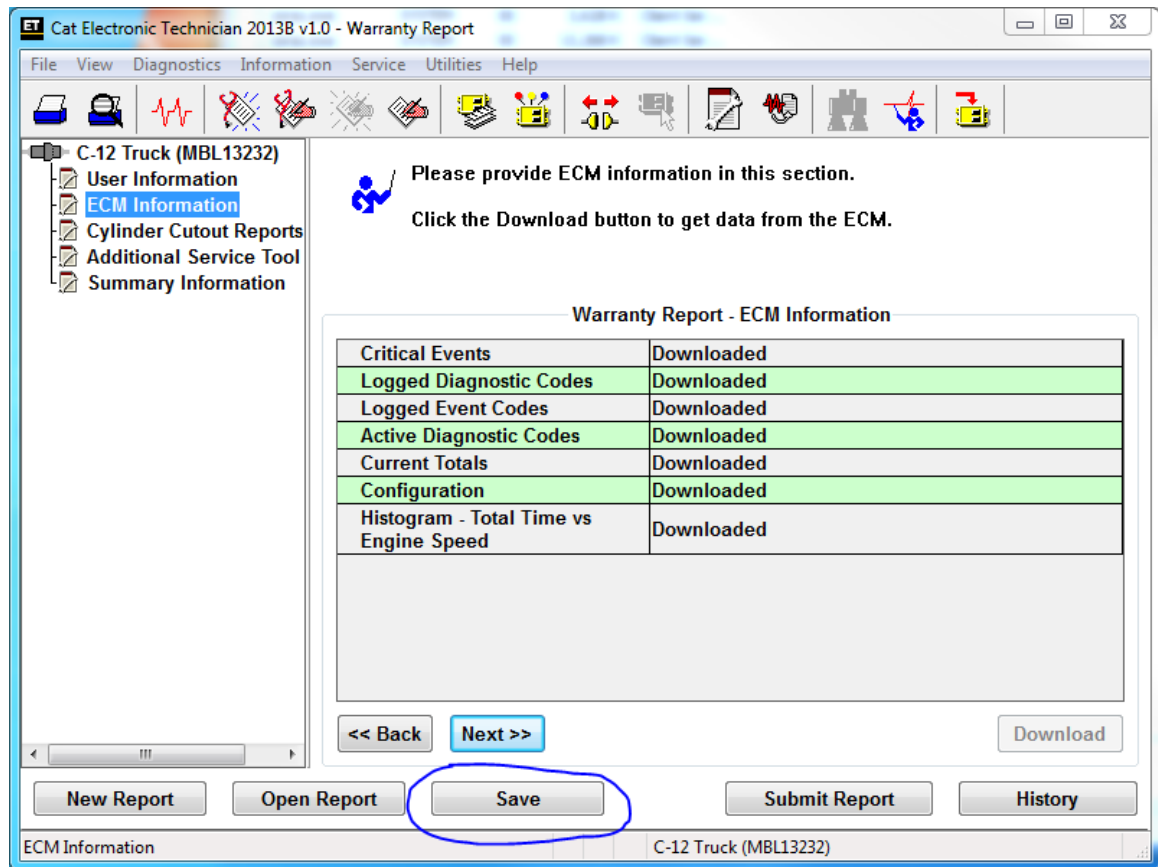 ET Cat Electronic Technician 2013B v1.0 - Warranty Report
File View Diagnostics Information Service Utilities Help
C-12 Truck (MBL13232)
User Information
ECM Information
Cylinder Cutout Reports
Additional Service Tool
Summary Information
Please provide ECM information in this section.
Click the Download button to get data from the ECM.
Warranty Report - ECM Information
Critical Events Downloaded
Logged Diagnostic Codes Downloaded
Logged Event Codes Downloaded
Active Diagnostic Codes Downloaded
Current Totals Downloaded
Configuration Downloaded
Histogram - Total Time vs
Engine Speed Downloaded
<< Back Next >> Download
New Report Open Report Save Submit Report History
ECM Information C-12 Truck (MBL13232)